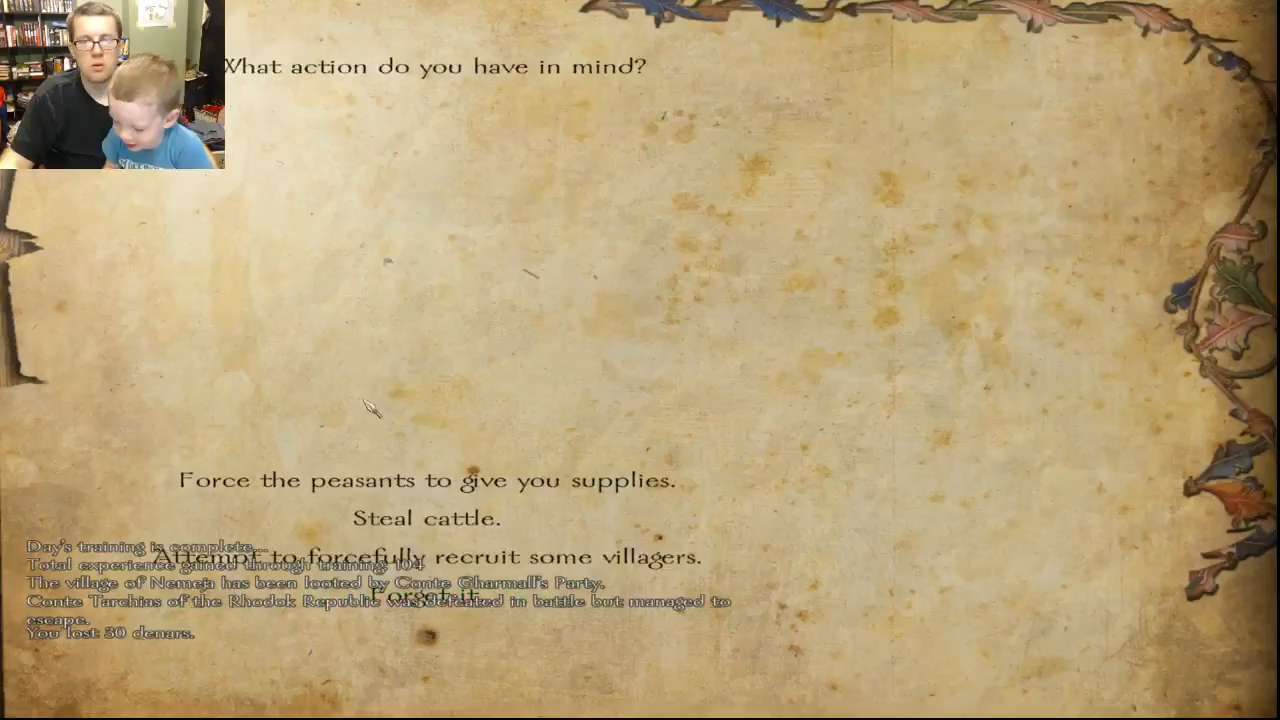 What action do you have in mind?
Force the peasants to give you supplies.
Steal cattle.
Attempt to forcefully recruit some villagers.
Forget it.
Day's training is complete...
Total experience gained through training: 104
The village of Nemeja has been looted by Conte Gharmall's Party.
Conte Tarchias of the Rhodok Republic was defeated in battle but managed to
escape.
You lost 30 denars.